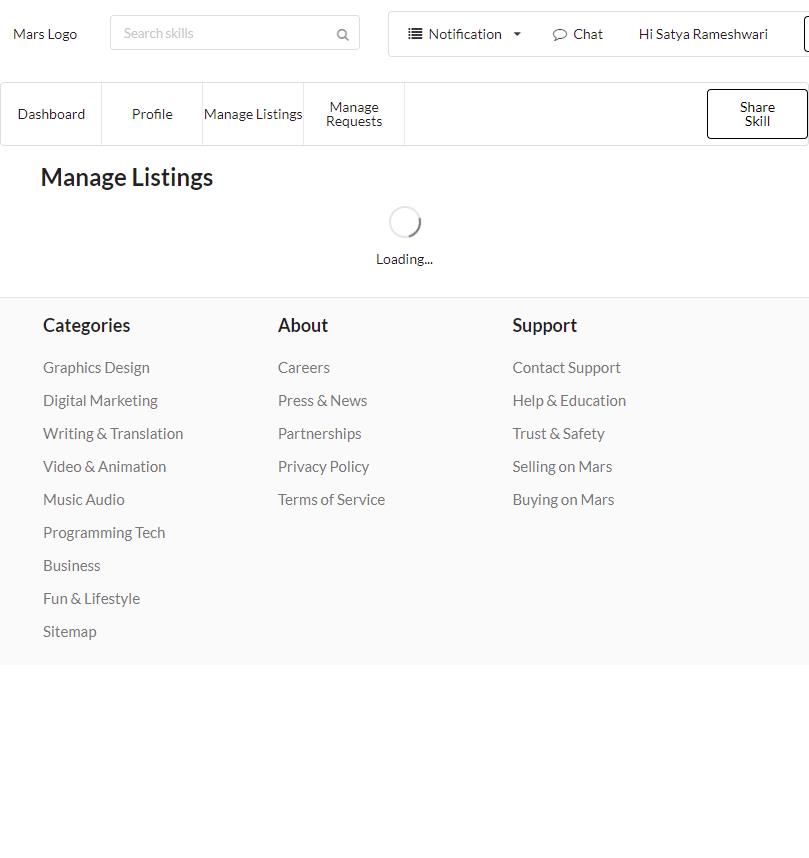 Mars Logo
Search skills
Notification
Chat
Hi Satya Rameshwari
Dashboard
Profile
Manage Listings
Manage
Requests
Share
Skill
Manage Listings
Loading...
Categories
Graphics Design
Digital Marketing
Writing & Translation
Video & Animation
Music Audio
Programming Tech
Business
Fun & Lifestyle
Sitemap
About
Careers
Press & News
Partnerships
Privacy Policy
Terms of Service
Support
Contact Support
Help & Education
Trust & Safety
Selling on Mars
Buying on Mars